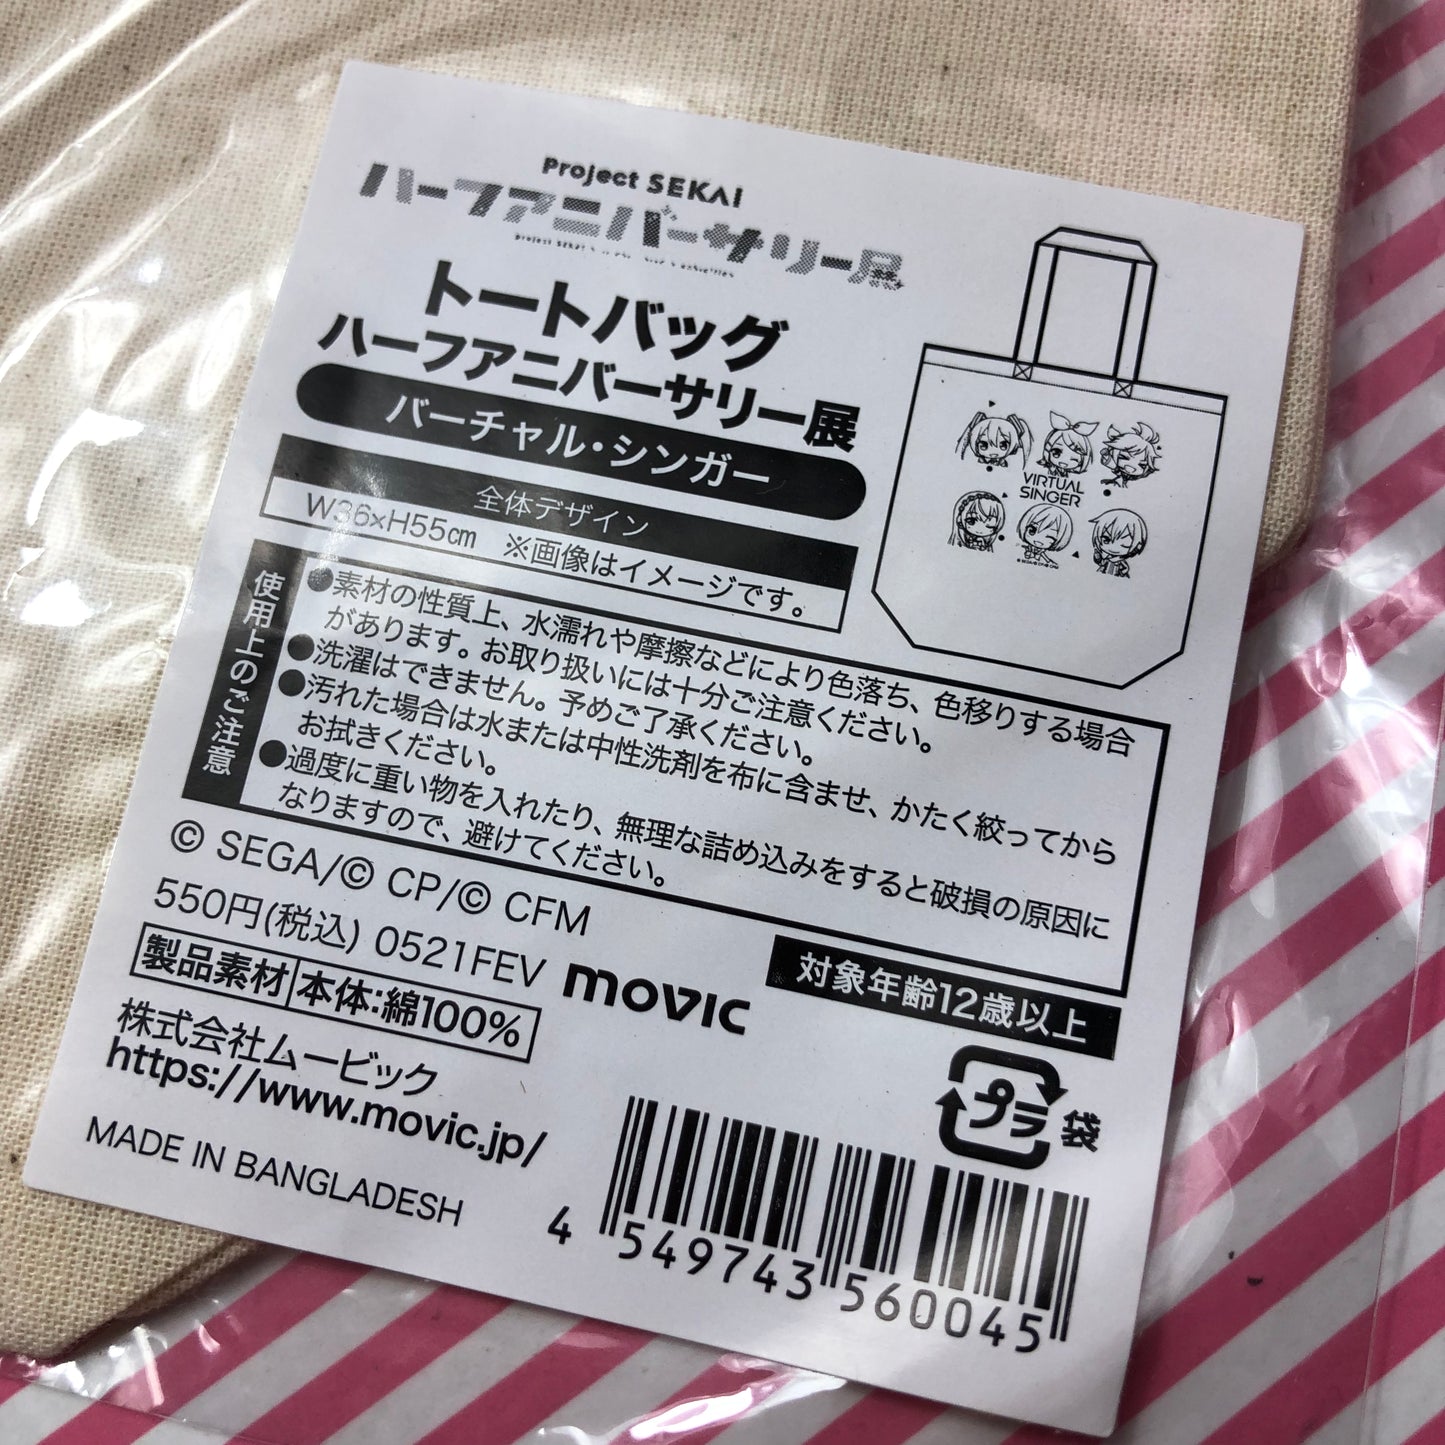 Project SEKAI
ハーフアニバーサリー展
トートバッグ
ハーフアニバーサリー展
バーチャル・シンガー
全体デザイン
W36×H55㎝ ※画像はイメージです。
VIRTUAL
SINGER
使用上のご注意
●素材の性質上、水濡れや摩擦などにより色落ち、色移りする場合
があります。お取り扱いには十分ご注意ください。
●洗濯はできません。予めご了承ください。
●汚れた場合は水または中性洗剤を布に含ませ、かたく絞ってから
お拭きください。
●過度に重い物を入れたり、無理な詰め込みをすると破損の原因に
なりますので、避けてください。
© SEGA/© CP/© CFM
550円(税込) 0521FEV
movic
対象年齢12歳以上
製品素材 本体:綿100%
株式会社ムービック
https://www.movic.jp/
MADE IN BANGLADESH
プラ 袋
4 549743 560045